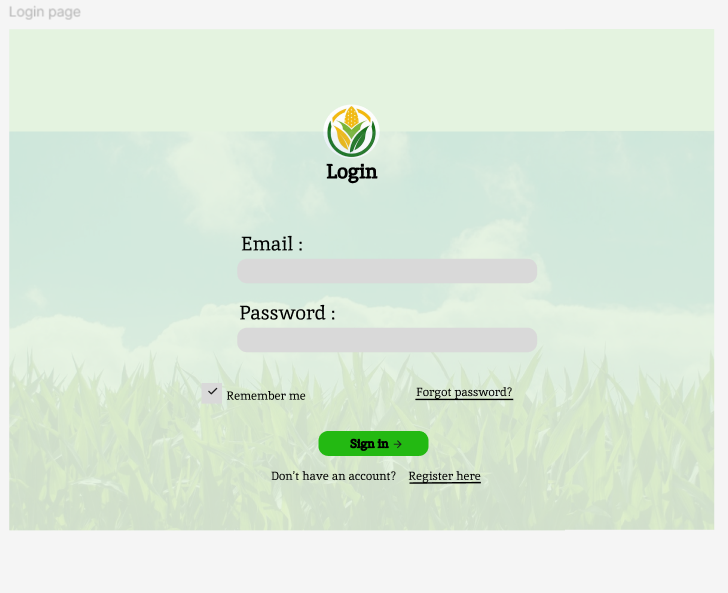 Login page
Login
Email :
Password :
Remember me
Forgot password?
Sign in →
Don't have an account? Register here